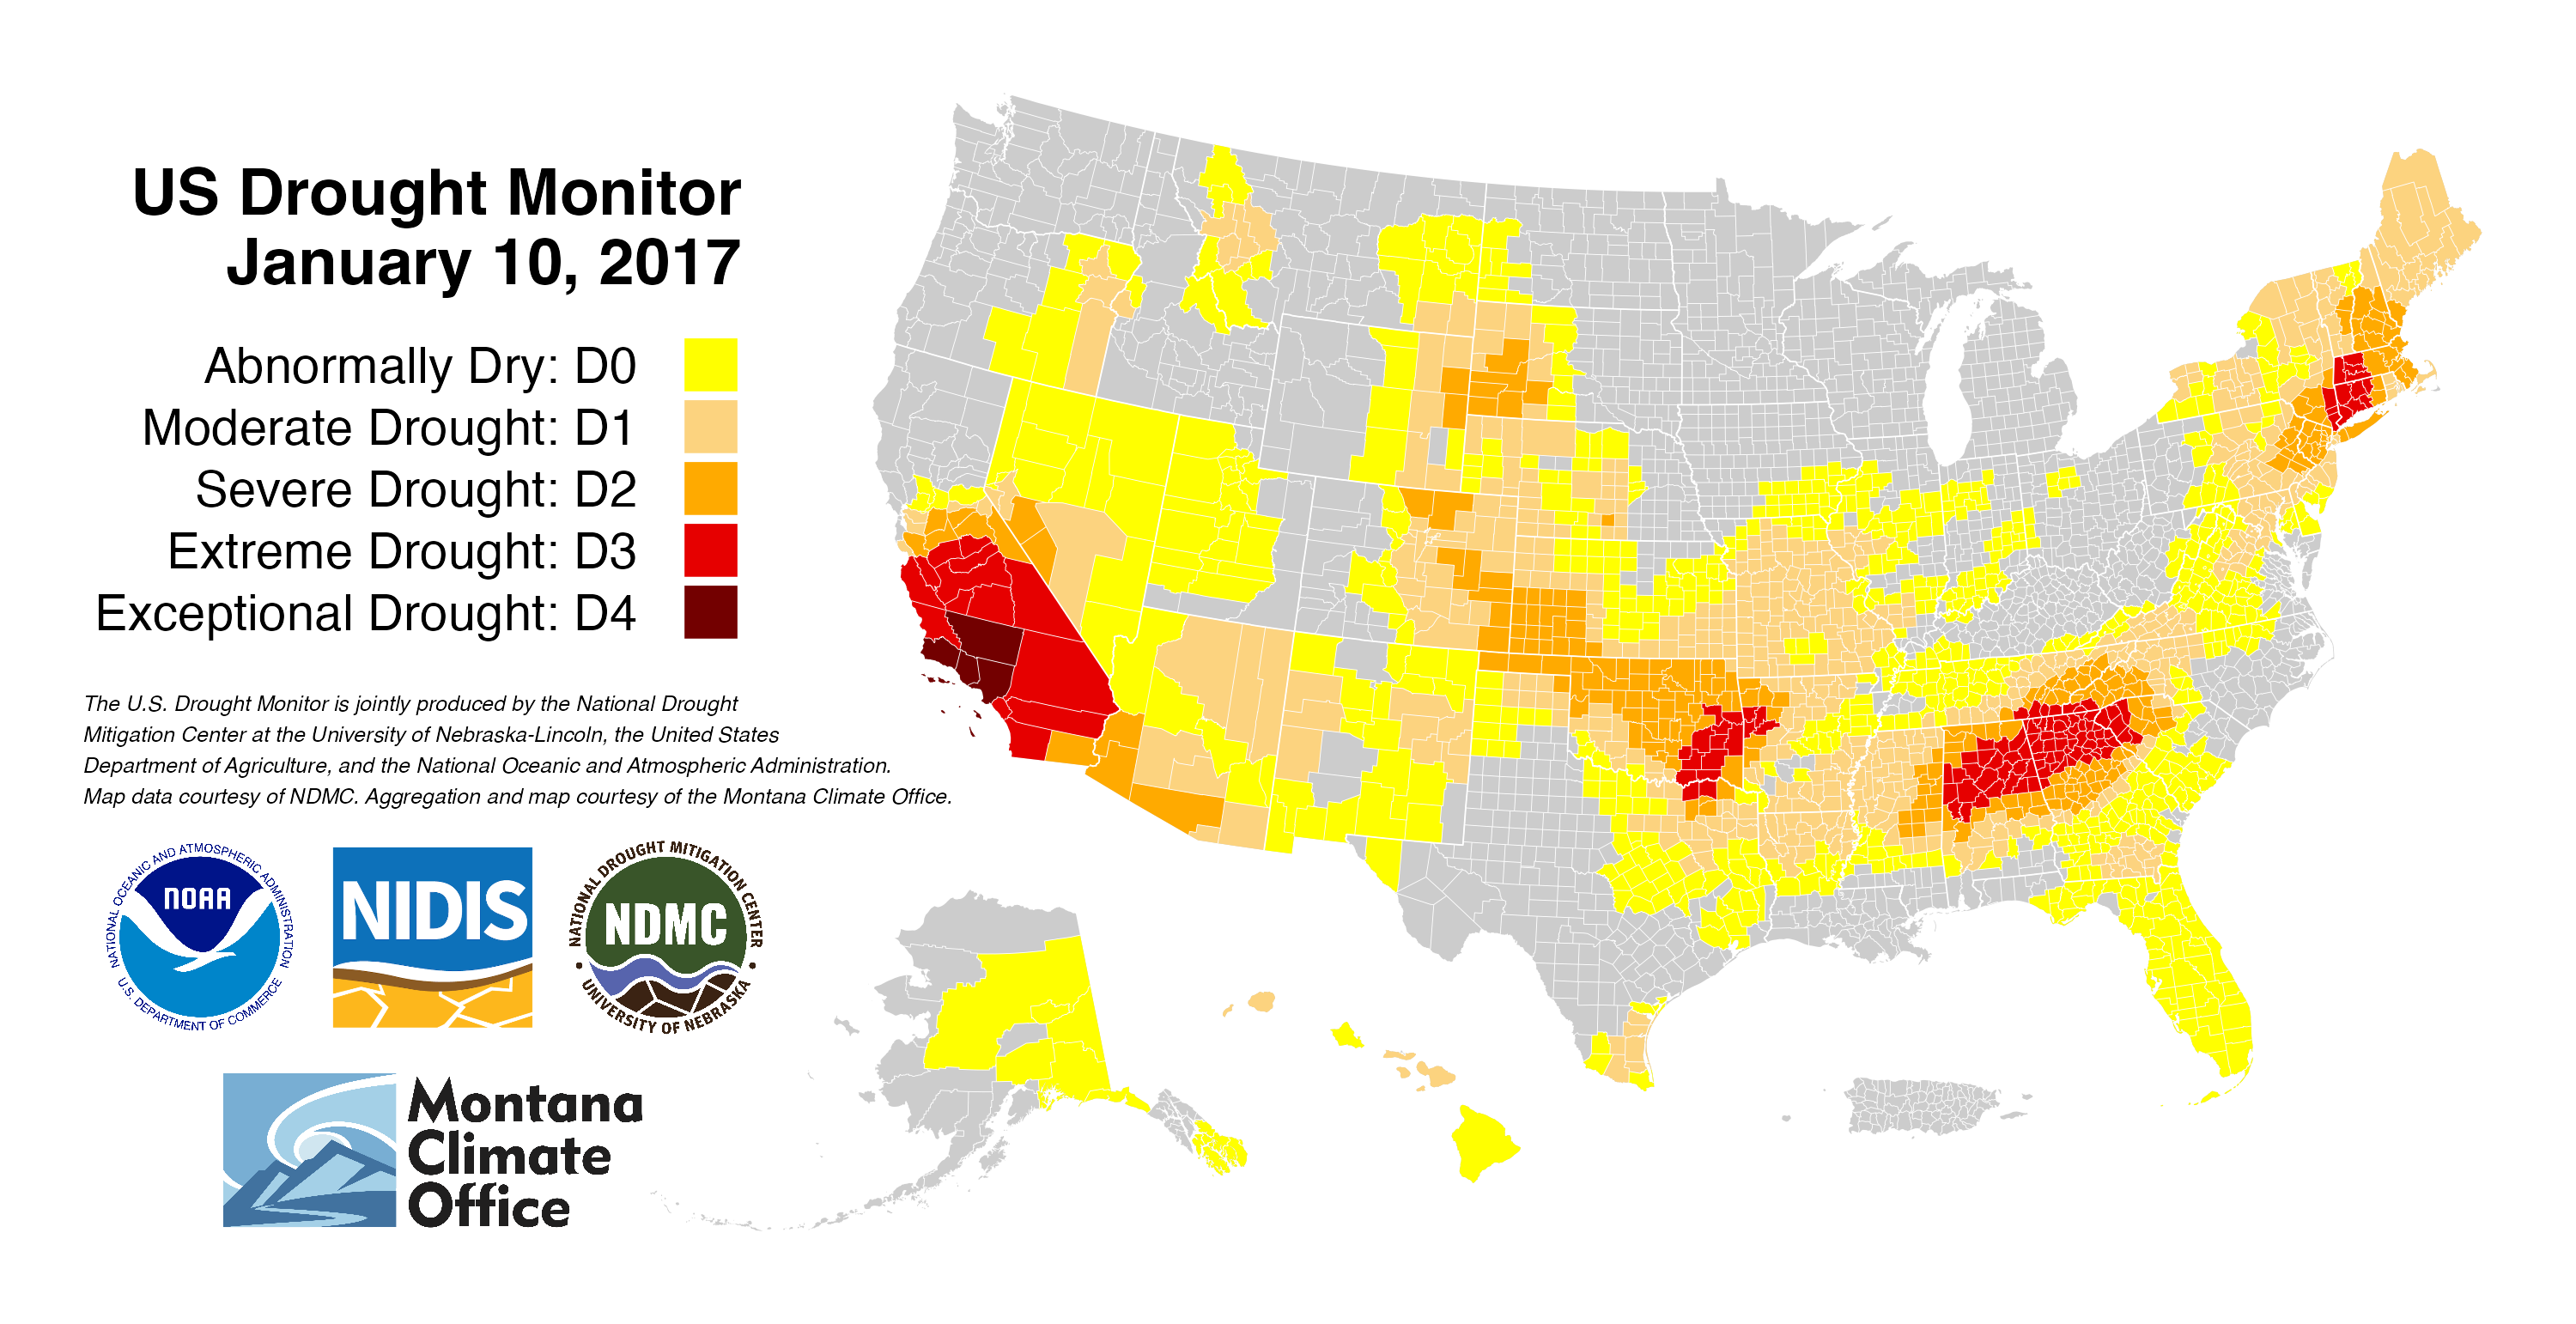 US Drought Monitor
January 10, 2017
Abnormally Dry: D0
Moderate Drought: D1
Severe Drought: D2
Extreme Drought: D3
Exceptional Drought: D4
The U.S. Drought Monitor is jointly produced by the National Drought
Mitigation Center at the University of Nebraska-Lincoln, the United States
Department of Agriculture, and the National Oceanic and Atmospheric Administration.
Map data courtesy of NDMC. Aggregation and map courtesy of the Montana Climate Office.
NATIONAL OCEANIC AND ATMOSPHERIC ADMINISTRATION
NOAA
U.S. DEPARTMENT OF COMMERCE
NIDIS
NATIONAL DROUGHT MITIGATION CENTER
NDMC
UNIVERSITY OF NEBRASKA
Montana
Climate
Office